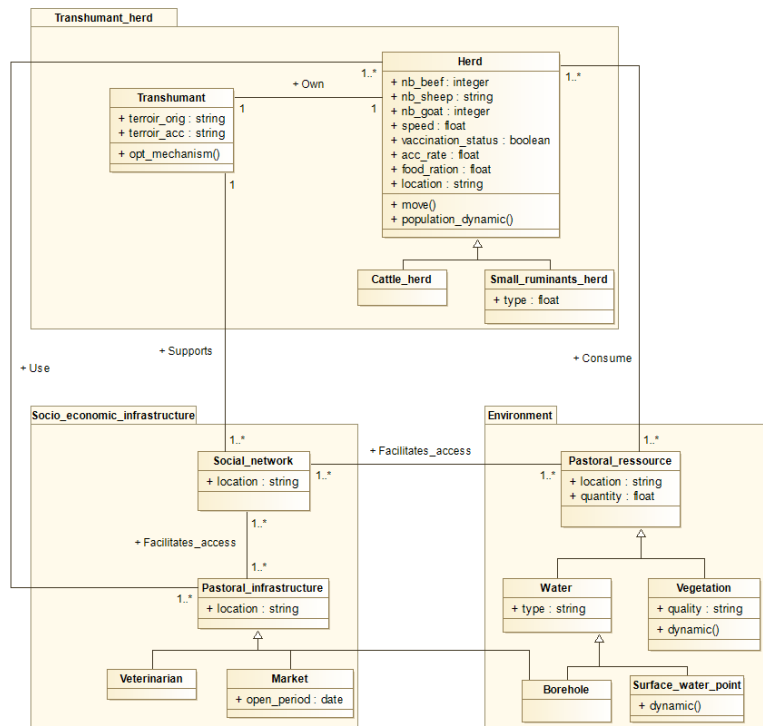 Transhumant_herd
Herd
+ nb_beef : integer
+ nb_sheep : string
+ nb_goat : integer
+ speed : float
+ vaccination_status : boolean
+ acc_rate : float
+ food_ration : float
+ location : string
+ move()
+ population_dynamic()
1..*
1..*
+ Own
1
1
Transhumant
+ terroir_orig : string
+ terroir_acc : string
+ opt_mechanism()
1
Cattle_herd
Small_ruminants_herd
+ type : float
+ Supports
+ Consume
+ Use
Socio_economic_infrastructure
Environment
1..*
1..*
Social_network
+ location : string
+ Facilitates_access
1..*
1..*
Pastoral_ressource
+ location : string
+ quantity : float
1..*
+ Facilitates_access
1..*
Pastoral_infrastructure
+ location : string
1..*
Water
+ type : string
Vegetation
+ quality : string
+ dynamic()
Veterinarian
Market
+ open_period : date
Borehole
Surface_water_point
+ dynamic()